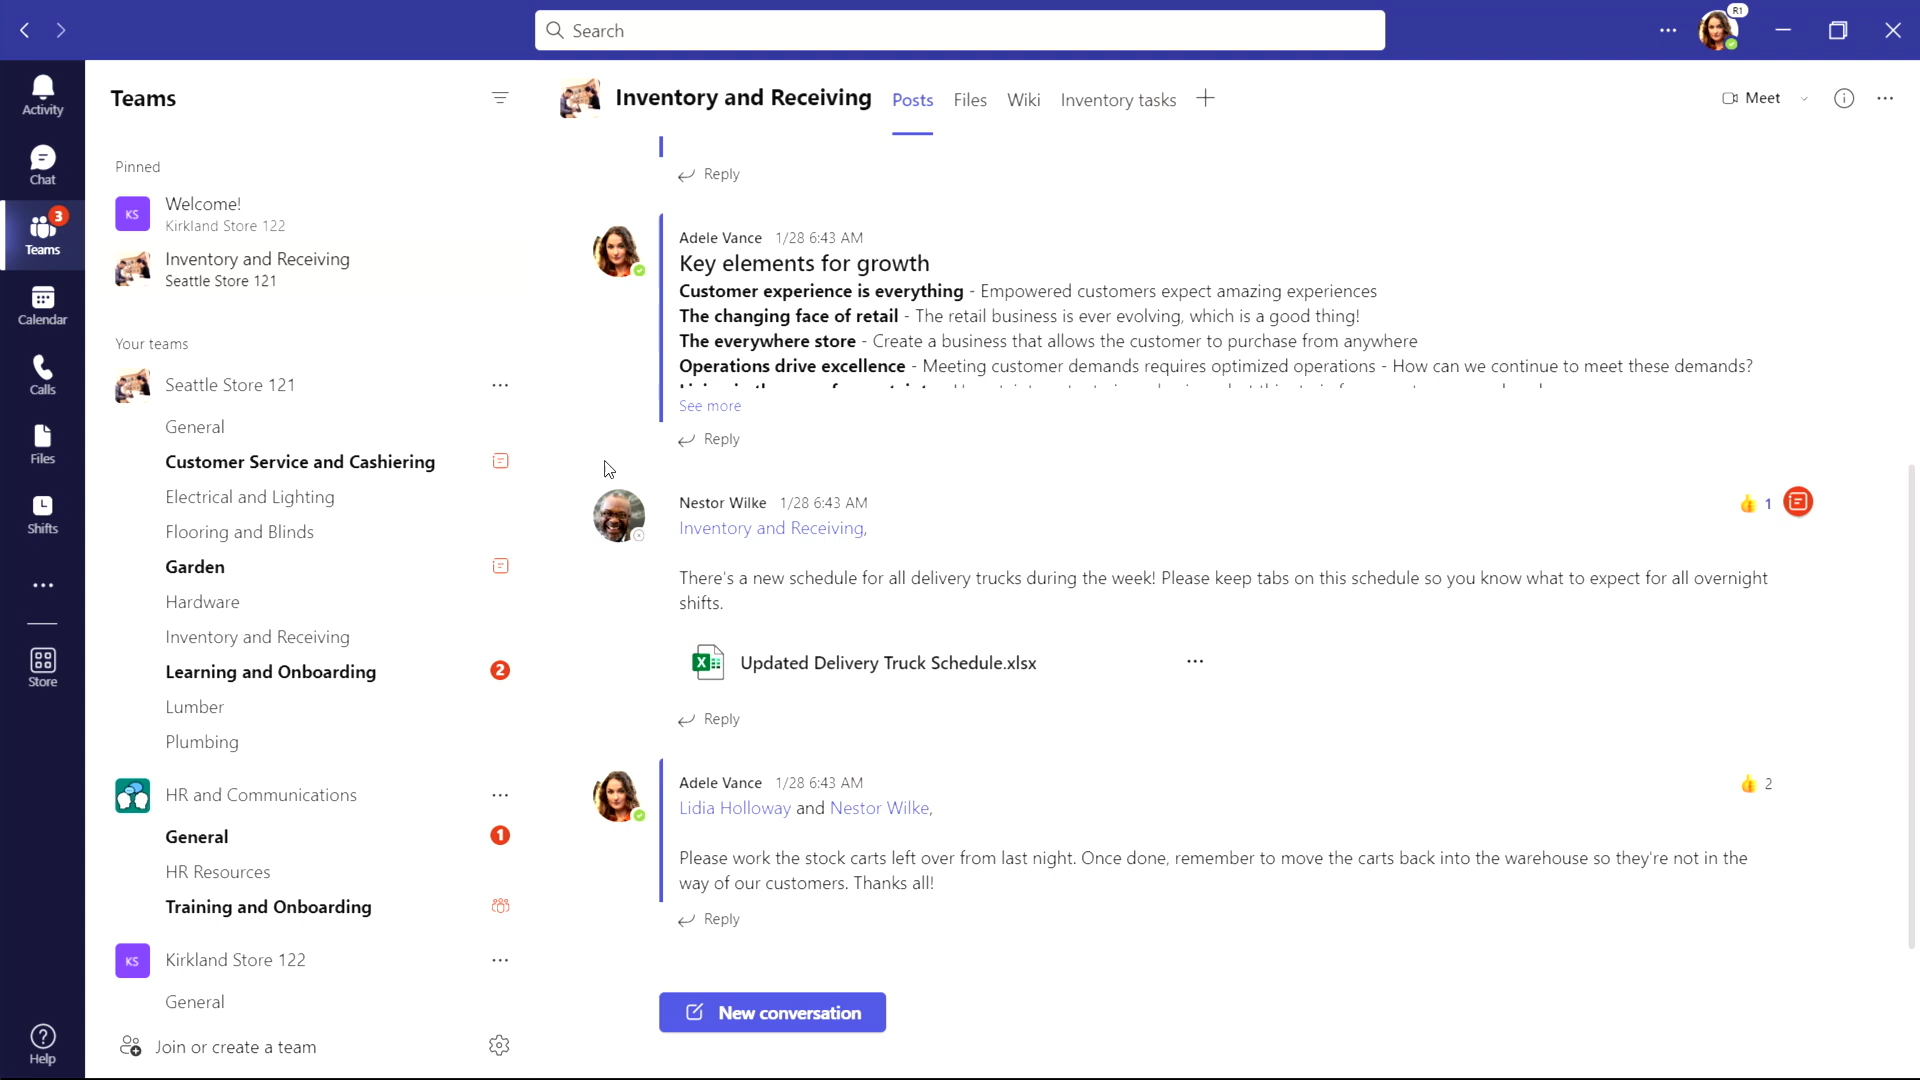 Search
R1
Activity
Chat
3
Teams
Calendar
Calls
Files
Shifts
Store
Help
Teams
Pinned
KS
Welcome!
Kirkland Store 122
Inventory and Receiving
Seattle Store 121
Your teams
Seattle Store 121
General
Customer Service and Cashiering
Electrical and Lighting
Flooring and Blinds
Garden
Hardware
Inventory and Receiving
Learning and Onboarding 2
Lumber
Plumbing
HR and Communications
General 1
HR Resources
Training and Onboarding
KS Kirkland Store 122
General
Join or create a team
Inventory and Receiving Posts Files Wiki Inventory tasks
Meet
Reply
Adele Vance 1/28 6:43 AM
Key elements for growth
Customer experience is everything - Empowered customers expect amazing experiences
The changing face of retail - The retail business is ever evolving, which is a good thing!
The everywhere store - Create a business that allows the customer to purchase from anywhere
Operations drive excellence - Meeting customer demands requires optimized operations - How can we continue to meet these demands?
See more
Reply
Nestor Wilke 1/28 6:43 AM
1
Inventory and Receiving,
There's a new schedule for all delivery trucks during the week! Please keep tabs on this schedule so you know what to expect for all overnight
shifts.
Updated Delivery Truck Schedule.xlsx
Reply
Adele Vance 1/28 6:43 AM
2
Lidia Holloway and Nestor Wilke,
Please work the stock carts left over from last night. Once done, remember to move the carts back into the warehouse so they're not in the
way of our customers. Thanks all!
Reply
New conversation